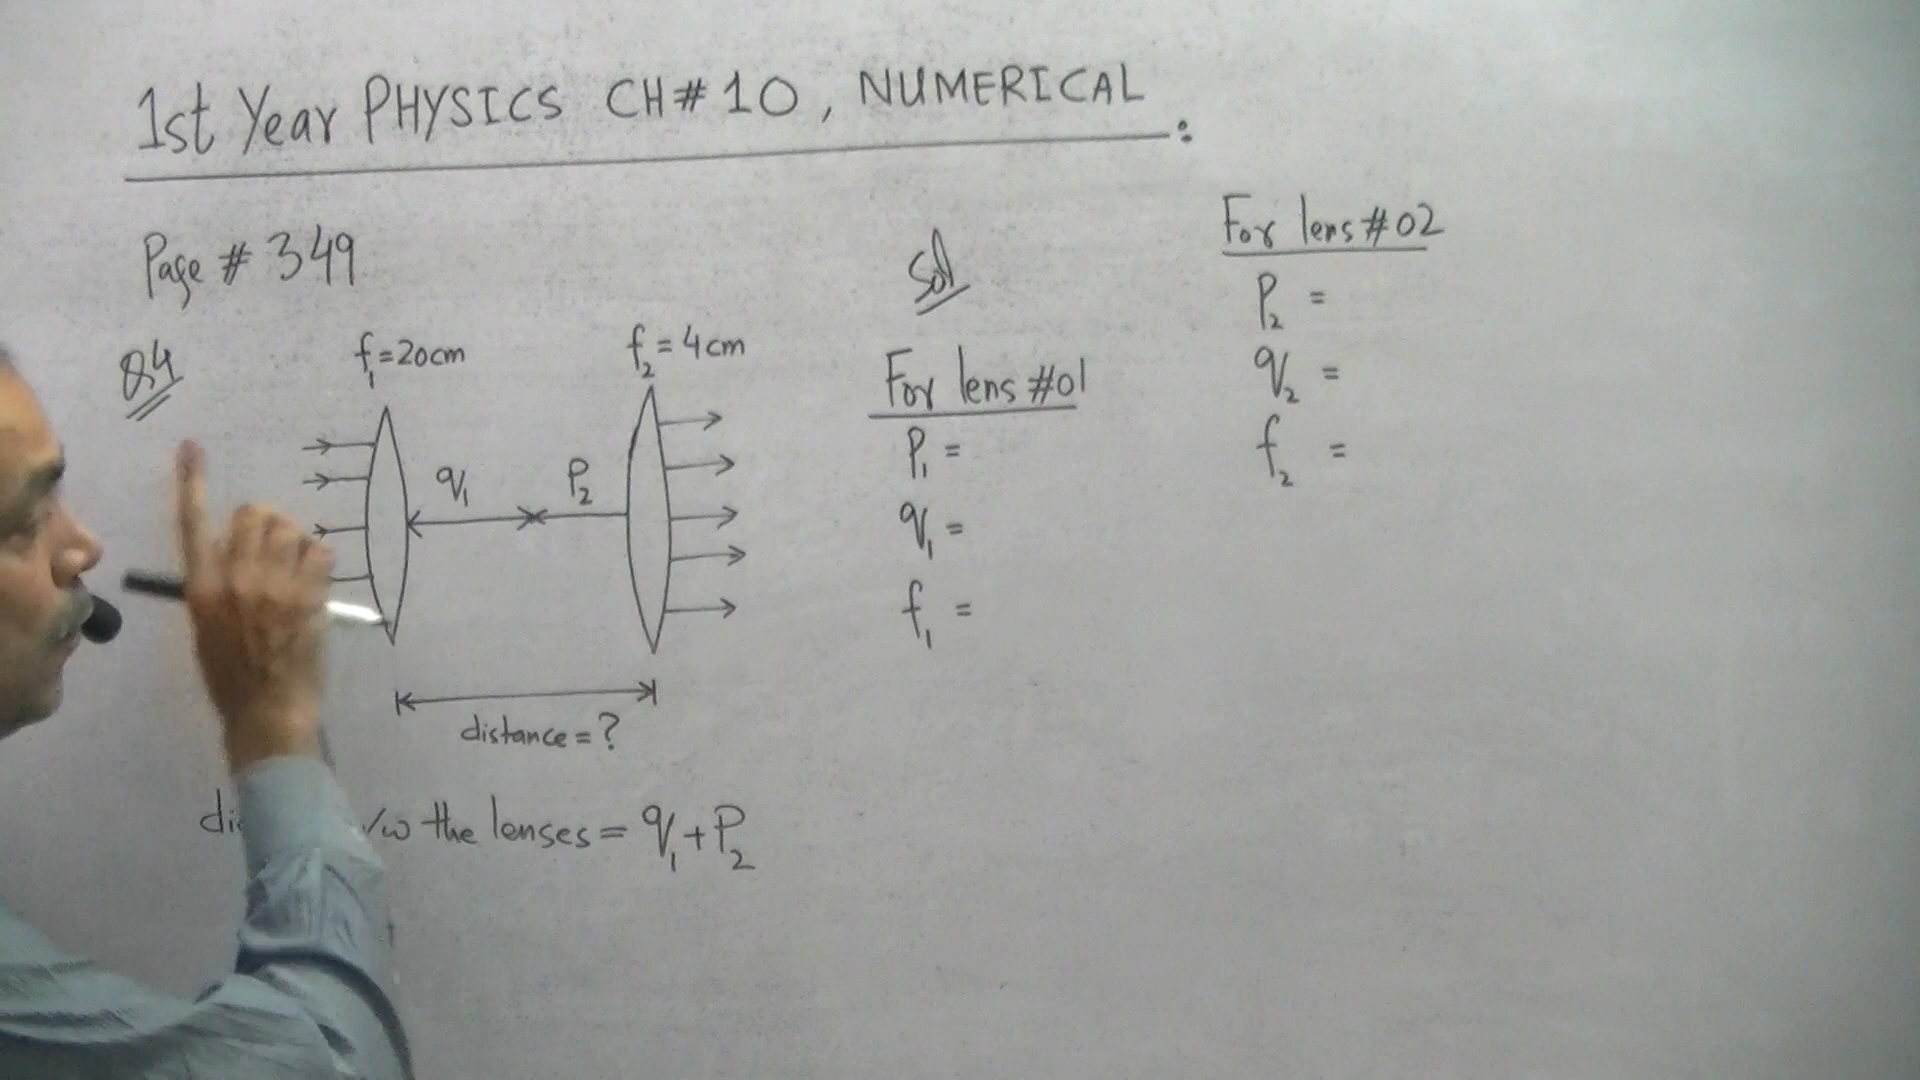 1st Year PHYSICS CH# 10, NUMERICAL :
Page # 349
Q4
f₁=20cm
f₂=4cm
q₁
P₂
distance=?
the lenses = q₁+P₂
Sol
For lens #01
P₁ =
q₁ =
f₁ =
For lens #02
P₂ =
q₂ =
f₂ =